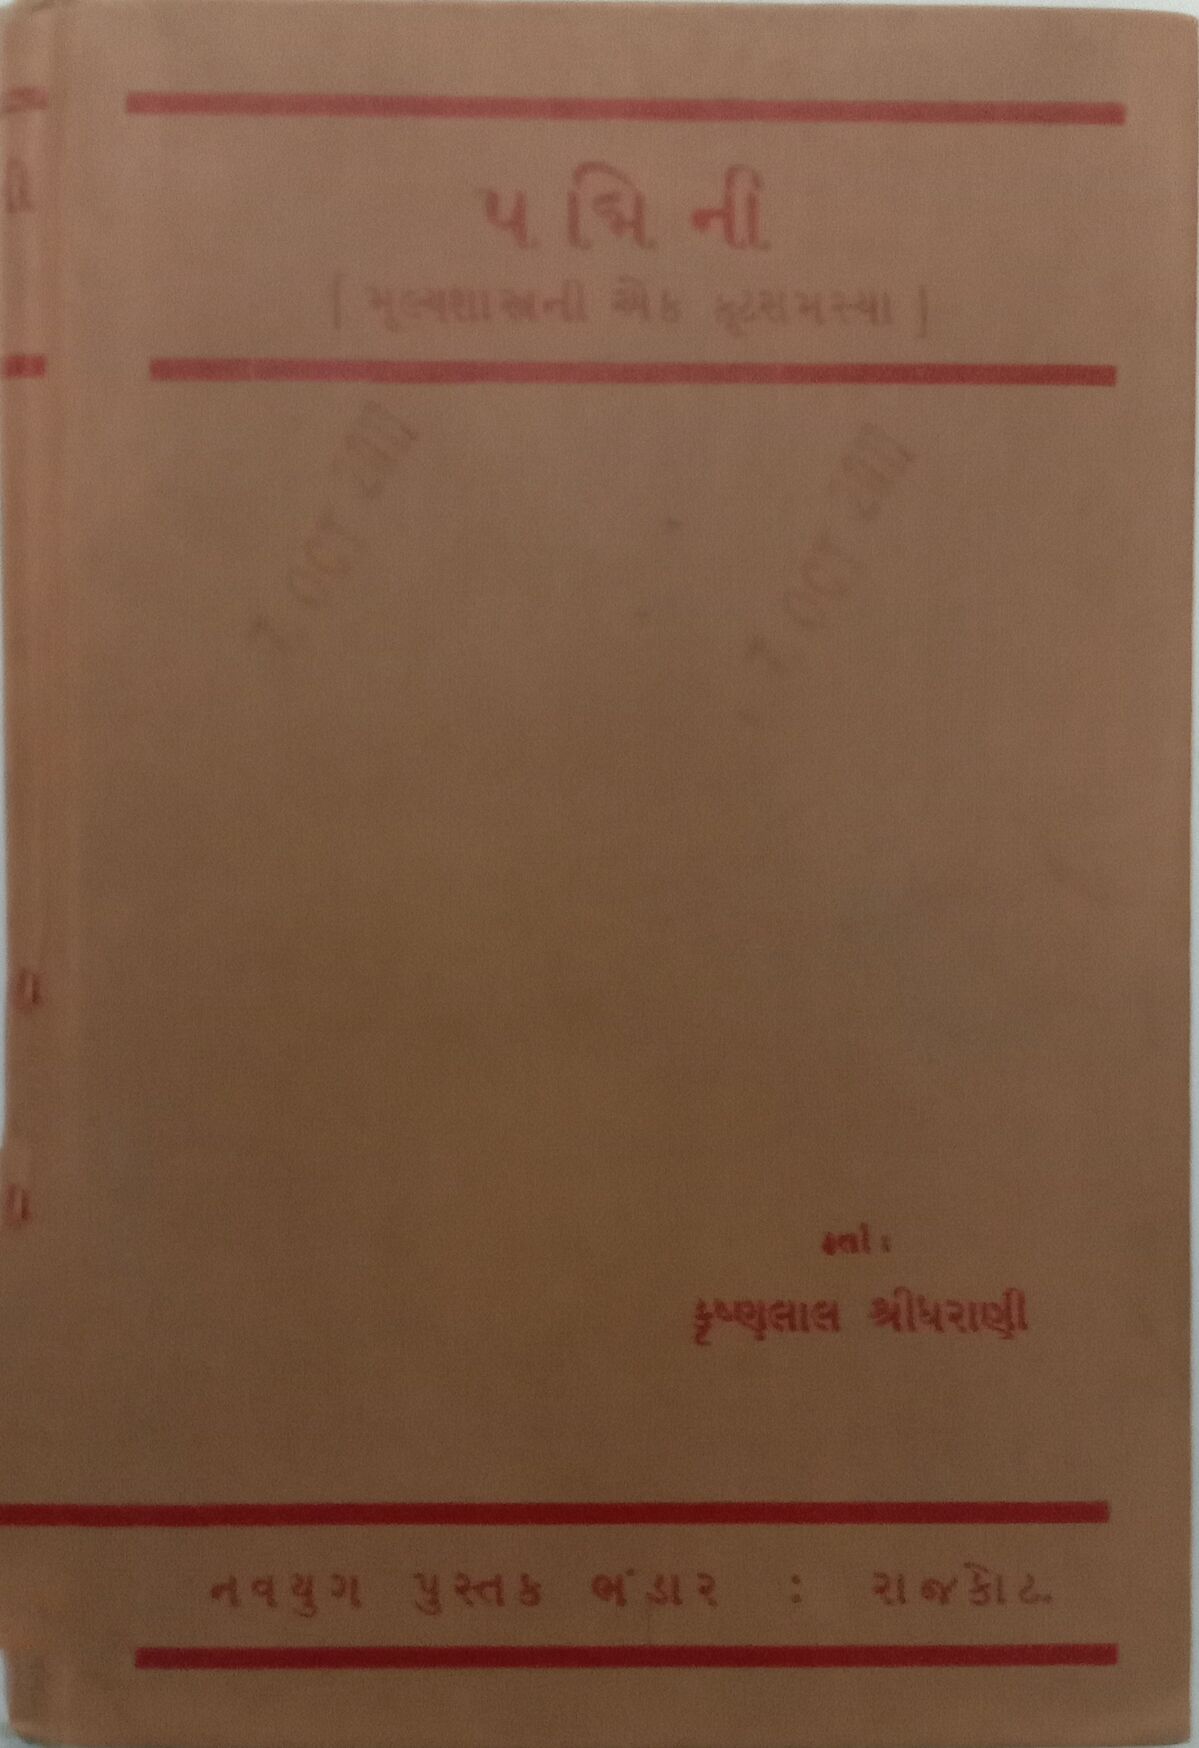 પદ્મિની
[ મૂલ્યશાસ્ત્રની એક કૂટસમસ્યા ]
કર્તા :
કૃષ્ણલાલ શ્રીધરાણી
નવયુગ પુસ્તક ભંડાર : રાજકોટ.